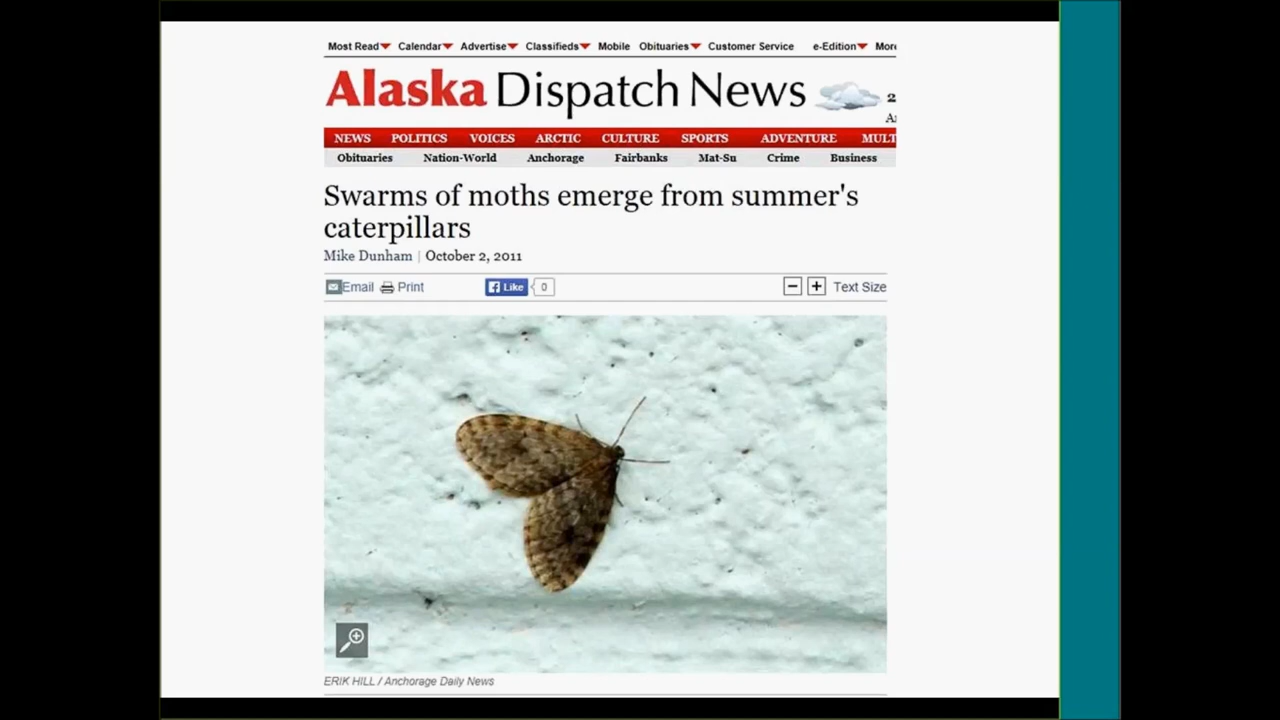 Most Read Calendar Advertise Classifieds Mobile Obituaries Customer Service e-Edition
Alaska Dispatch News
2
NEWS POLITICS VOICES ARCTIC CULTURE SPORTS ADVENTURE MULT
Obituaries Nation-World Anchorage Fairbanks Mat-Su Crime Business
Swarms of moths emerge from summer's
caterpillars
Mike Dunham | October 2, 2011
Email Print Like 0 − + Text Size
ERIK HILL / Anchorage Daily News